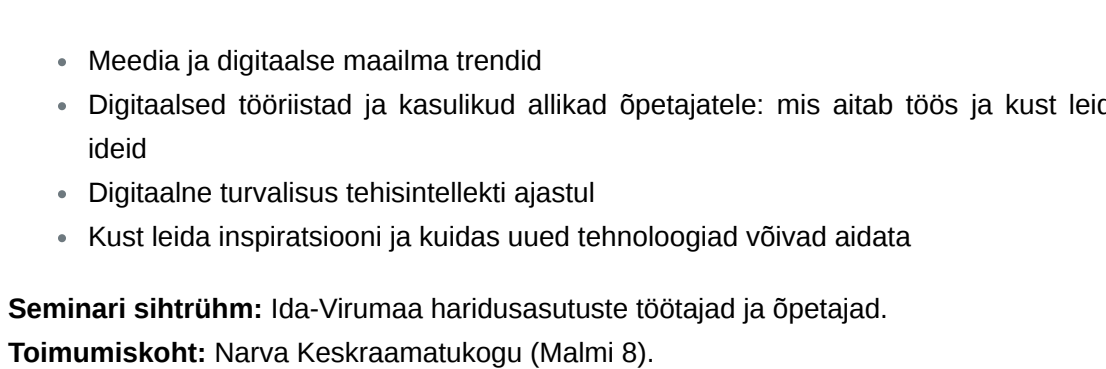 Meedia ja digitaalse maailma trendid
Digitaalsed tööriistad ja kasulikud allikad õpetajatele: mis aitab töös ja kust
ideid
Digitaalne turvalisus tehisintellekti ajastul
Kust leida inspiratsiooni ja kuidas uued tehnoloogiad võivad aidata
Seminari sihtrühm: Ida-Virumaa haridusasutuste töötajad ja õpetajad.
Toimumiskoht: Narva Keskraamatukogu (Malmi 8).